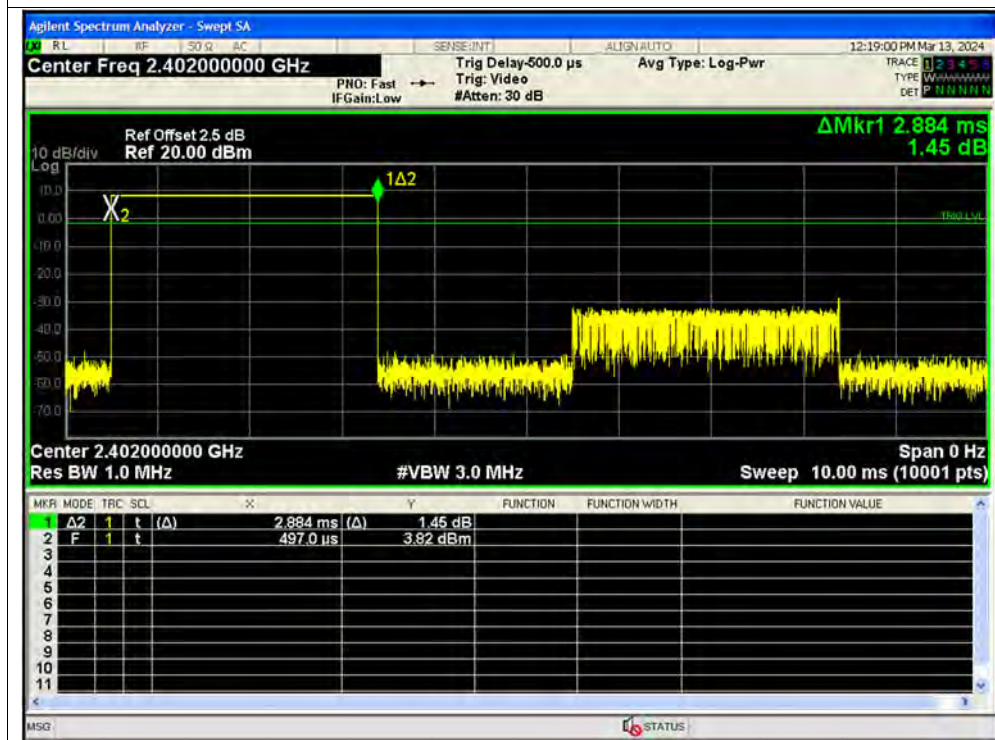 Agilent Spectrum Analyzer - Swept SA
LXI RL RF 50 Ω AC SENSE:INT ALIGN AUTO 12:19:00 PM Mar 13, 2024
Center Freq 2.402000000 GHz
PNO: Fast
IFGain:Low
Trig Delay-500.0 µs
Trig: Video
#Atten: 30 dB
Avg Type: Log-Pwr
TRACE 1 2 3 4 5 6
TYPE W
DET P N N N N N
ΔMkr1 2.884 ms
1.45 dB
Ref Offset 2.5 dB
10 dB/div Ref 20.00 dBm
Log
10.0
0.00
-10.0
-20.0
-30.0
-40.0
-50.0
-60.0
-70.0
X2
1Δ2
TRIG LVL
Center 2.402000000 GHz Span 0 Hz
Res BW 1.0 MHz #VBW 3.0 MHz Sweep 10.00 ms (10001 pts)
MKR MODE TRC SCL X Y FUNCTION FUNCTION WIDTH FUNCTION VALUE
1 Δ2 1 t (Δ) 2.884 ms (Δ) 1.45 dB
2 F 1 t 497.0 µs 3.82 dBm
3
4
5
6
7
8
9
10
11
MSG STATUS